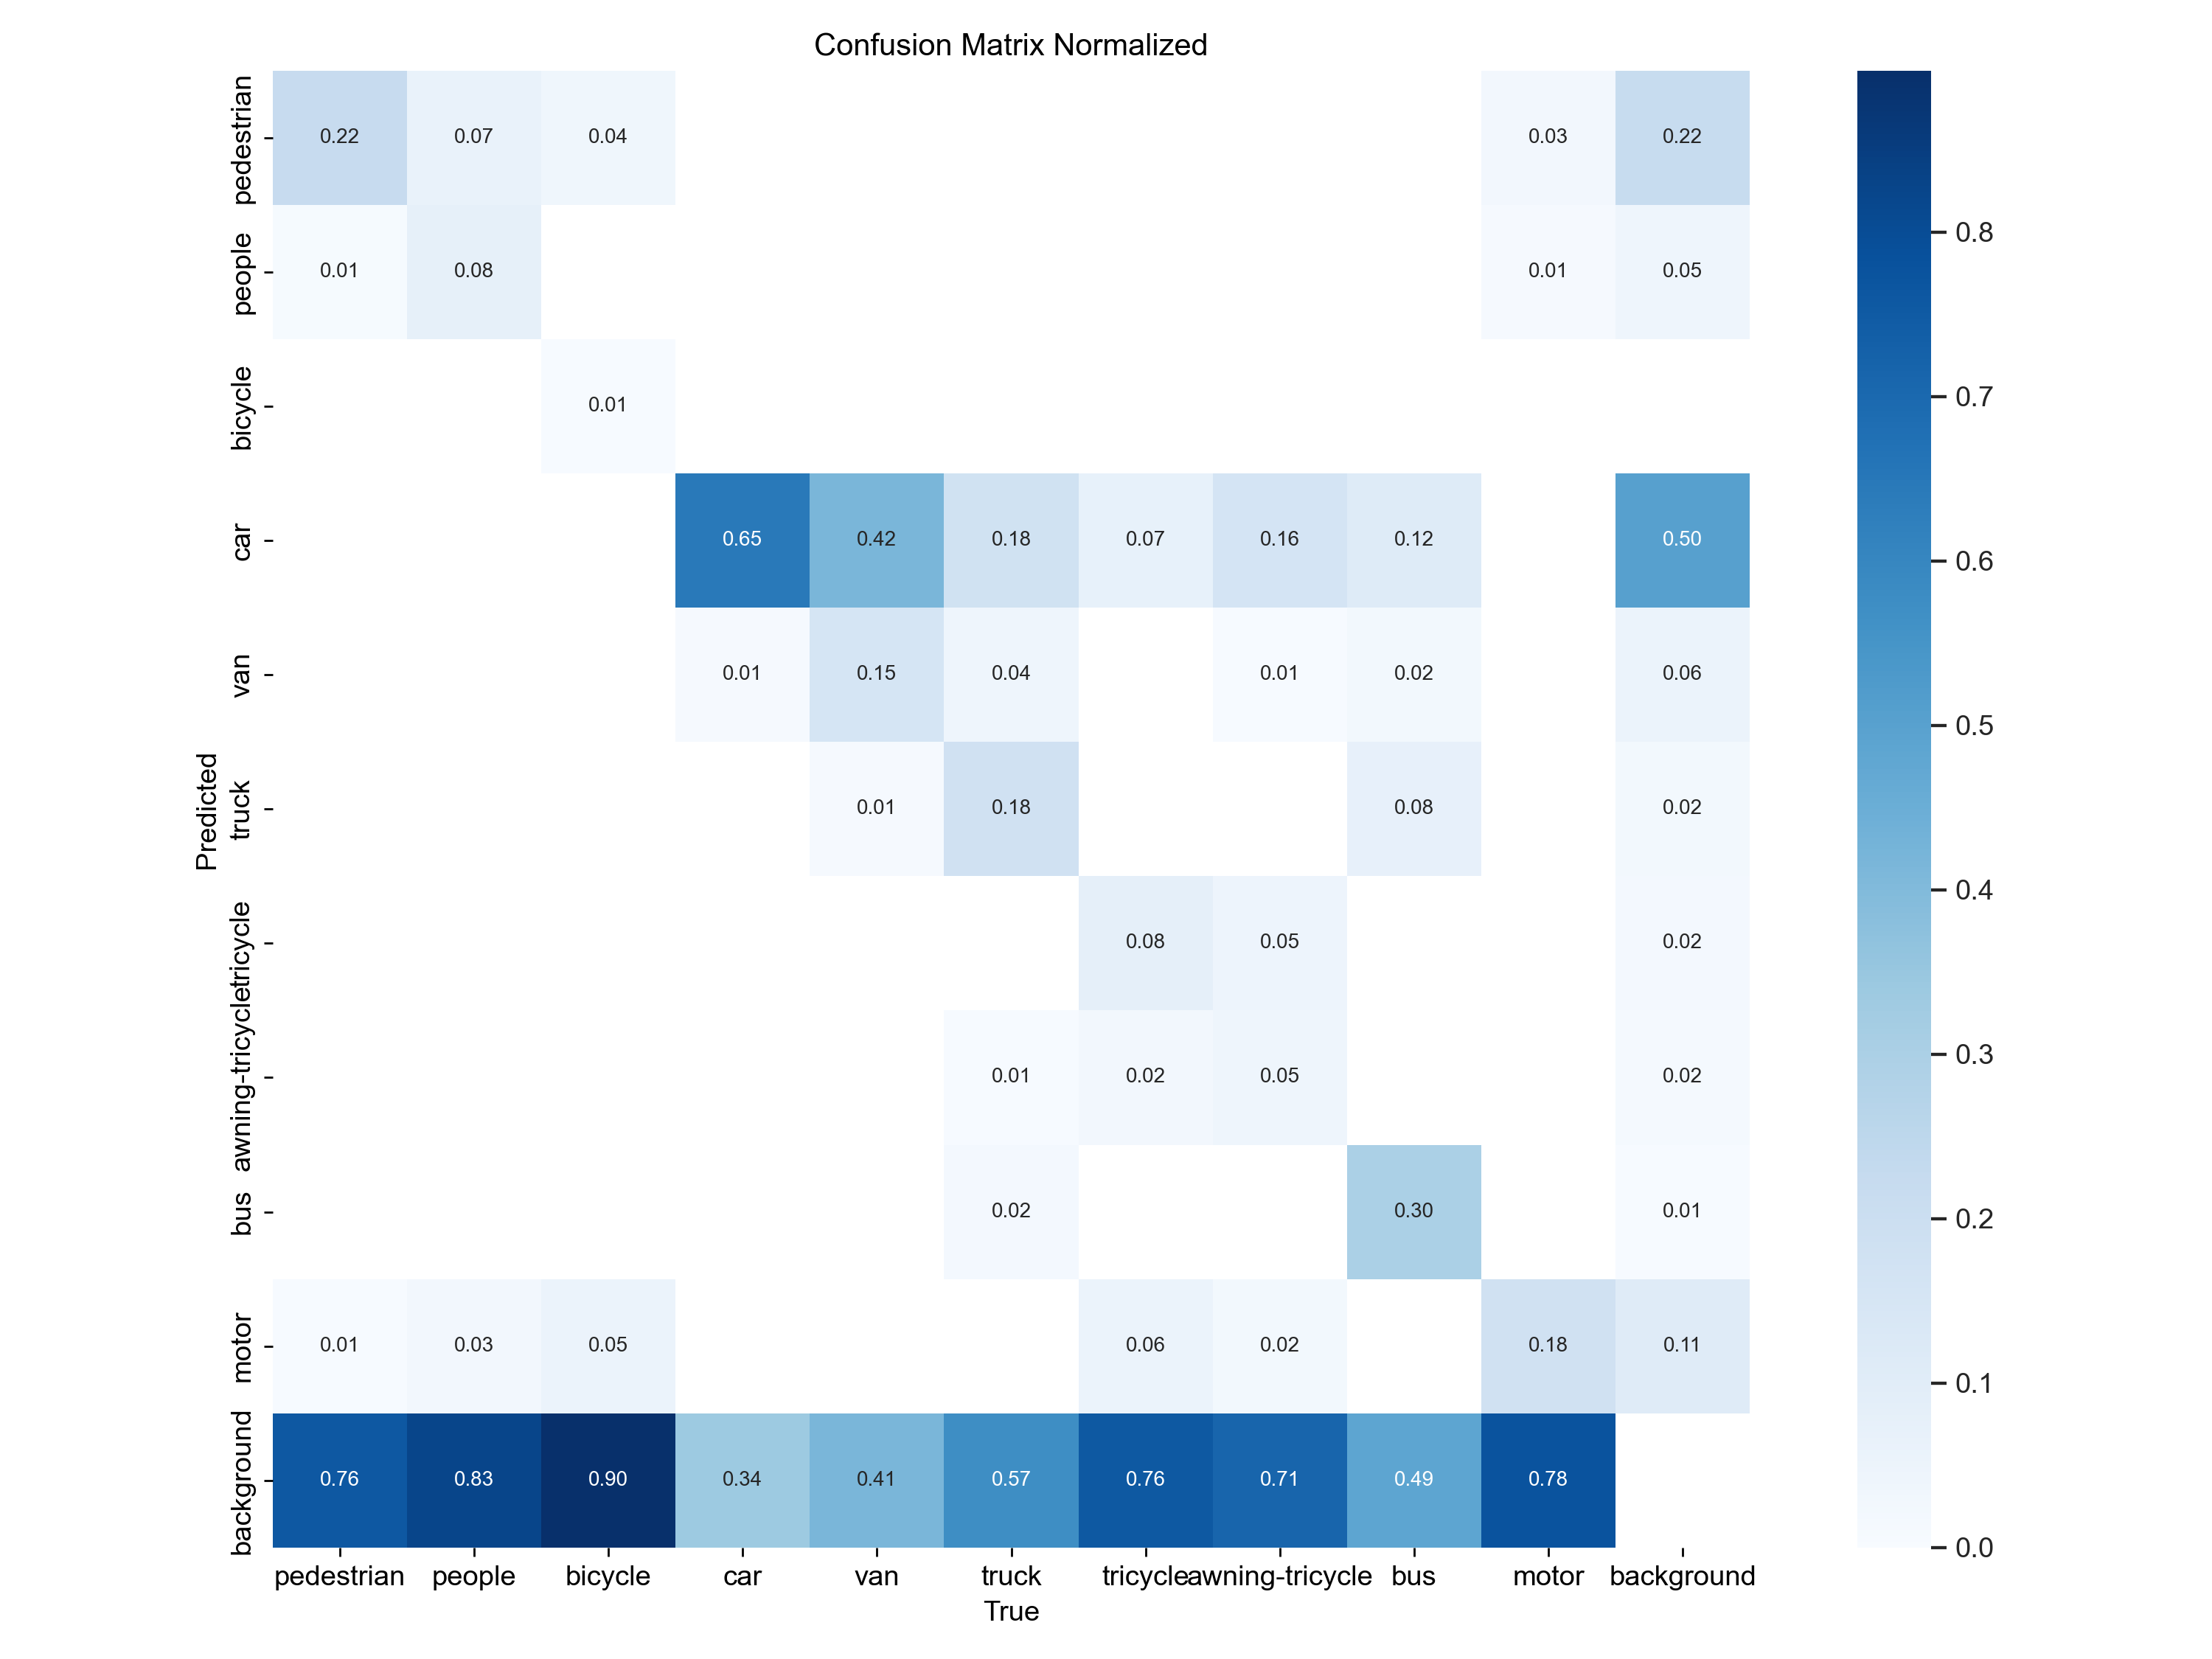 Confusion Matrix Normalized
pedestrian 0.22 0.07 0.04 0.03 0.22
people 0.01 0.08 0.01 0.05
bicycle 0.01
car 0.65 0.42 0.18 0.07 0.16 0.12 0.50
van 0.01 0.15 0.04 0.01 0.02 0.06
truck 0.01 0.18 0.08 0.02
tricycle 0.08 0.05 0.02
awning-tricycle 0.01 0.02 0.05 0.02
bus 0.02 0.30 0.01
motor 0.01 0.03 0.05 0.06 0.02 0.18 0.11
background 0.76 0.83 0.90 0.34 0.41 0.57 0.76 0.71 0.49 0.78
Predicted
pedestrian people bicycle car van truck tricycle awning-tricycle bus motor background
True
0.8
0.7
0.6
0.5
0.4
0.3
0.2
0.1
0.0